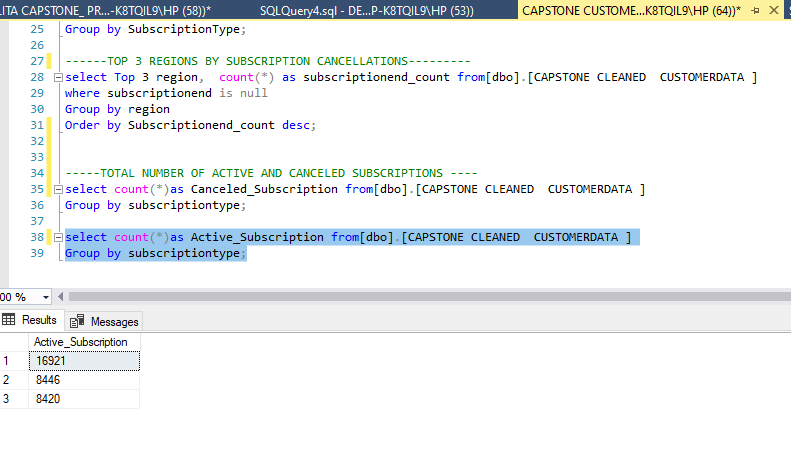 LITA CAPSTONE_ PR...-K8TQIL9\HP (58))*
SQLQuery4.sql - DE...P-K8TQIL9\HP (53))
CAPSTONE CUSTOME...K8TQIL9\HP (64))*
25 Group by SubscriptionType;
26
27 ------TOP 3 REGIONS BY SUBSCRIPTION CANCELLATIONS---------
28 select Top 3 region,  count(*) as subscriptionend_count from[dbo].[CAPSTONE CLEANED  CUSTOMERDATA ]
29 where subscriptionend is null
30 Group by region
31 Order by Subscriptionend_count desc;
32
33
34 -----TOTAL NUMBER OF ACTIVE AND CANCELED SUBSCRIPTIONS ----
35 select count(*)as Canceled_Subscription from[dbo].[CAPSTONE CLEANED  CUSTOMERDATA ]
36 Group by subscriptiontype;
37
38 select count(*)as Active_Subscription from[dbo].[CAPSTONE CLEANED  CUSTOMERDATA ]
39 Group by subscriptiontype;
00 %
Results Messages
Active_Subscription
1 16921
2 8446
3 8420